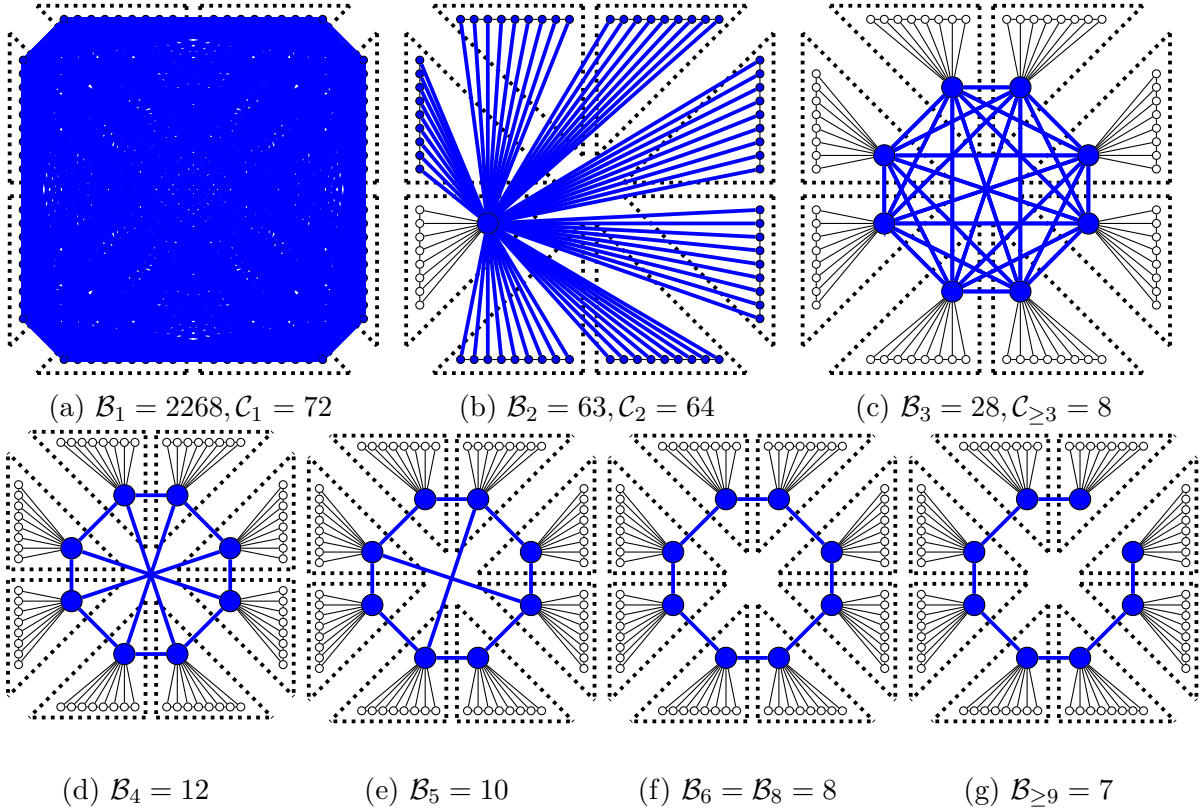 (a) $\mathcal{B}_1 = 2268, \mathcal{C}_1 = 72$
(b) $\mathcal{B}_2 = 63, \mathcal{C}_2 = 64$
(c) $\mathcal{B}_3 = 28, \mathcal{C}_{\geq 3} = 8$
(d) $\mathcal{B}_4 = 12$
(e) $\mathcal{B}_5 = 10$
(f) $\mathcal{B}_6 = \mathcal{B}_8 = 8$
(g) $\mathcal{B}_{\geq 9} = 7$